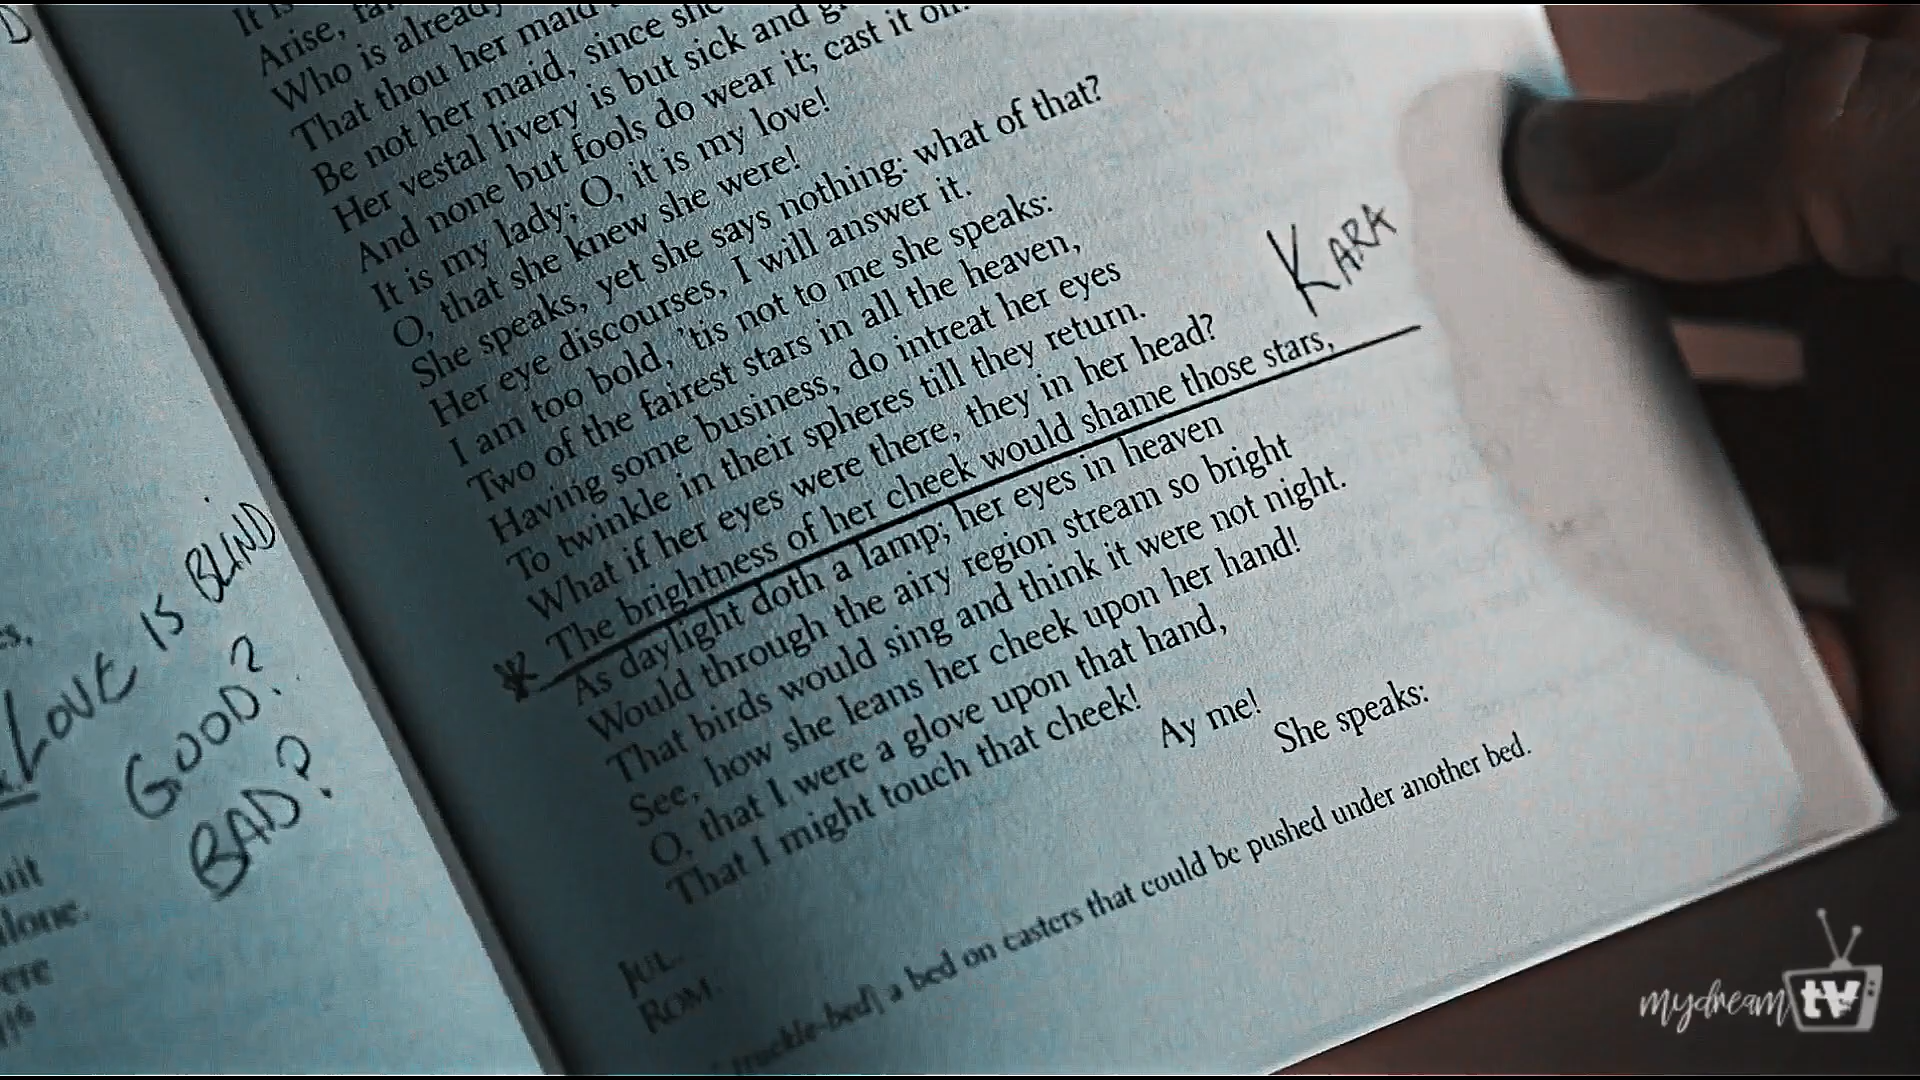 D
LOVE IS BLIND
GOOD?
BAD?
uit
alone.
ere
It is
Arise,
Who is already
That thou her maid
Be not her maid, since she
Her vestal livery is but sick and
And none but fools do wear it; cast it off.
It is my lady; O, it is my love!
O, that she knew she were!
She speaks, yet she says nothing: what of that?
Her eye discourses, I will answer it.
I am too bold, 'tis not to me she speaks:
Two of the fairest stars in all the heaven,
Having some business, do intreat her eyes
To twinkle in their spheres till they return.
What if her eyes were there, they in her head?
KARA
The brightness of her cheek would shame those stars,
As daylight doth a lamp; her eyes in heaven
Would through the airy region stream so bright
That birds would sing and think it were not night.
See, how she leans her cheek upon her hand!
O, that I were a glove upon that hand,
That I might touch that cheek!
JUL. Ay me!
ROM. She speaks:
truckle-bed] a bed on casters that could be pushed under another bed.
mydream tv